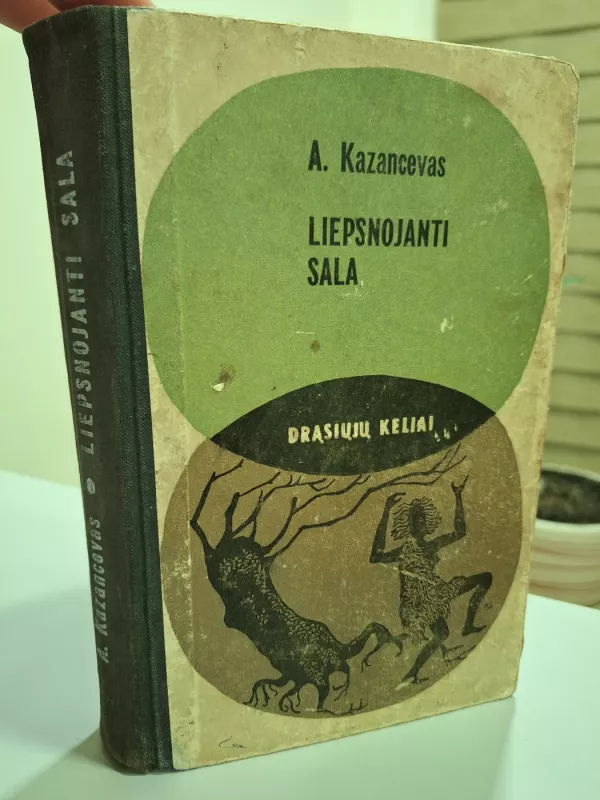 A. Kazancevas
LIEPSNOJANTI
SALA
DRĄSIŲJŲ KELIAI
A. Kazancevas ● LIEPSNOJANTI SALA